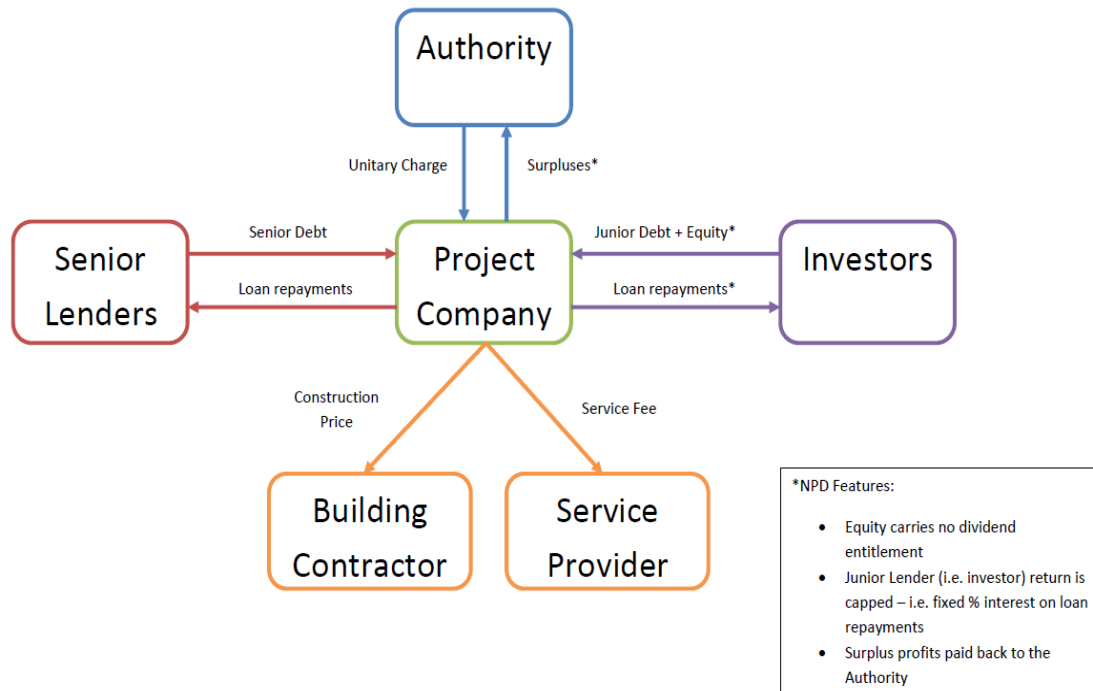 Authority
Unitary Charge
Surpluses*
Senior Debt
Junior Debt + Equity*
Senior
Lenders
Project
Company
Investors
Loan repayments
Loan repayments*
Construction
Price
Service Fee
Building
Contractor
Service
Provider
*NPD Features:
• Equity carries no dividend
entitlement
• Junior Lender (i.e. investor) return is
capped – i.e. fixed % interest on loan
repayments
• Surplus profits paid back to the
Authority